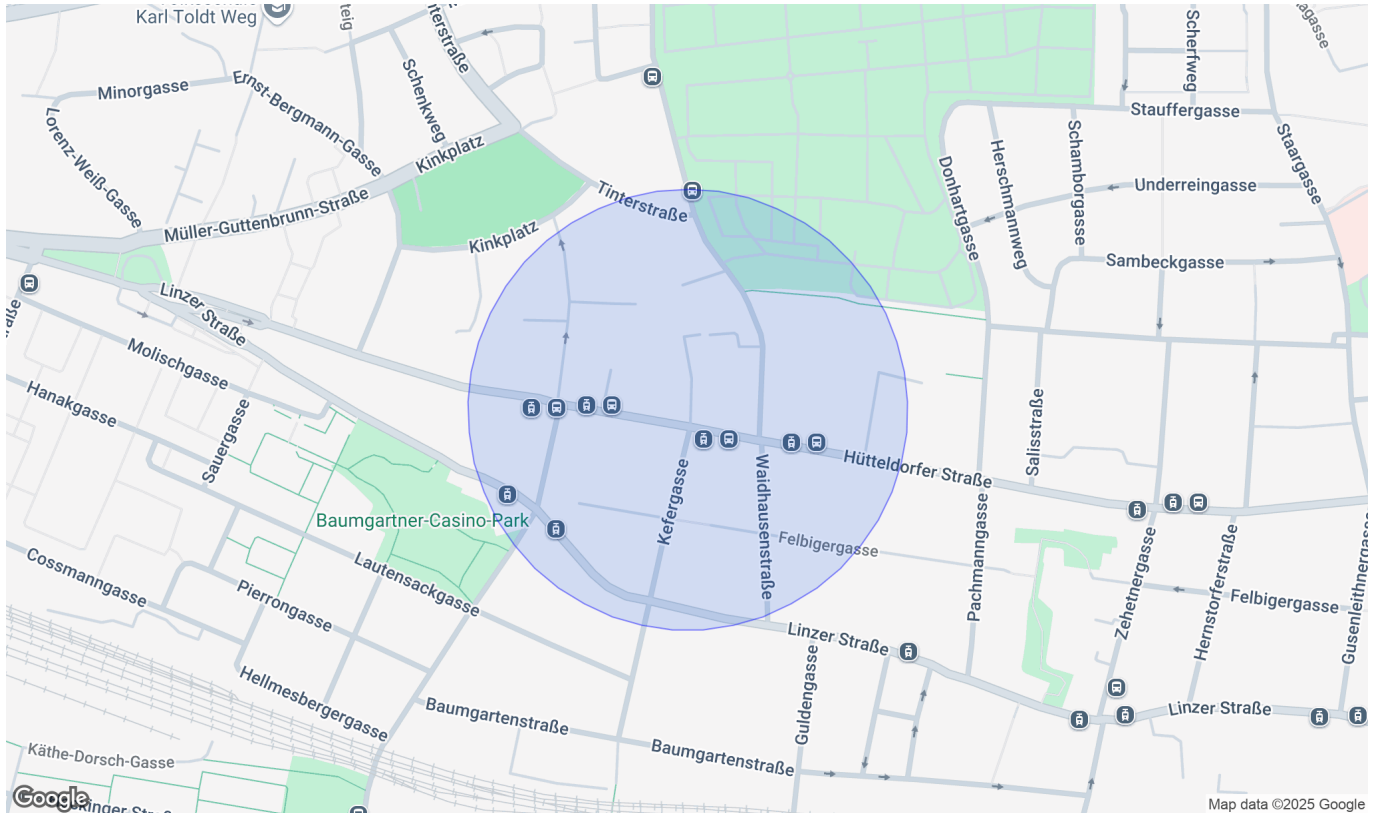 Karl Toldt Weg
Minorgasse
Ernst-Bergmann-Gasse
Schenkweg
Lorenz-Weiß-Gasse
Kinkplatz
Müller-Guttenbrunn-Straße
Kinkplatz
Tinterstraße
Scherfweg
Stauffergasse
Staargasse
Donhartgasse
Herschmannweg
Schamborgasse
Underreingasse
Sambeckgasse
Linzer Straße
Molischgasse
Hanakgasse
Sauergasse
Baumgartner-Casino-Park
Hütteldorfer Straße
Salisstraße
Kefergasse
Waidhausenstraße
Felbigergasse
Pachmanngasse
Zehetnergasse
Hernstorferstraße
Felbigergasse
Gusenleithnergasse
Cossmanngasse
Pierrongasse
Lautensackgasse
Hellmesbergergasse
Linzer Straße
Guldengasse
Linzer Straße
Baumgartenstraße
Baumgartenstraße
Käthe-Dorsch-Gasse
Google
Map data ©2025 Google